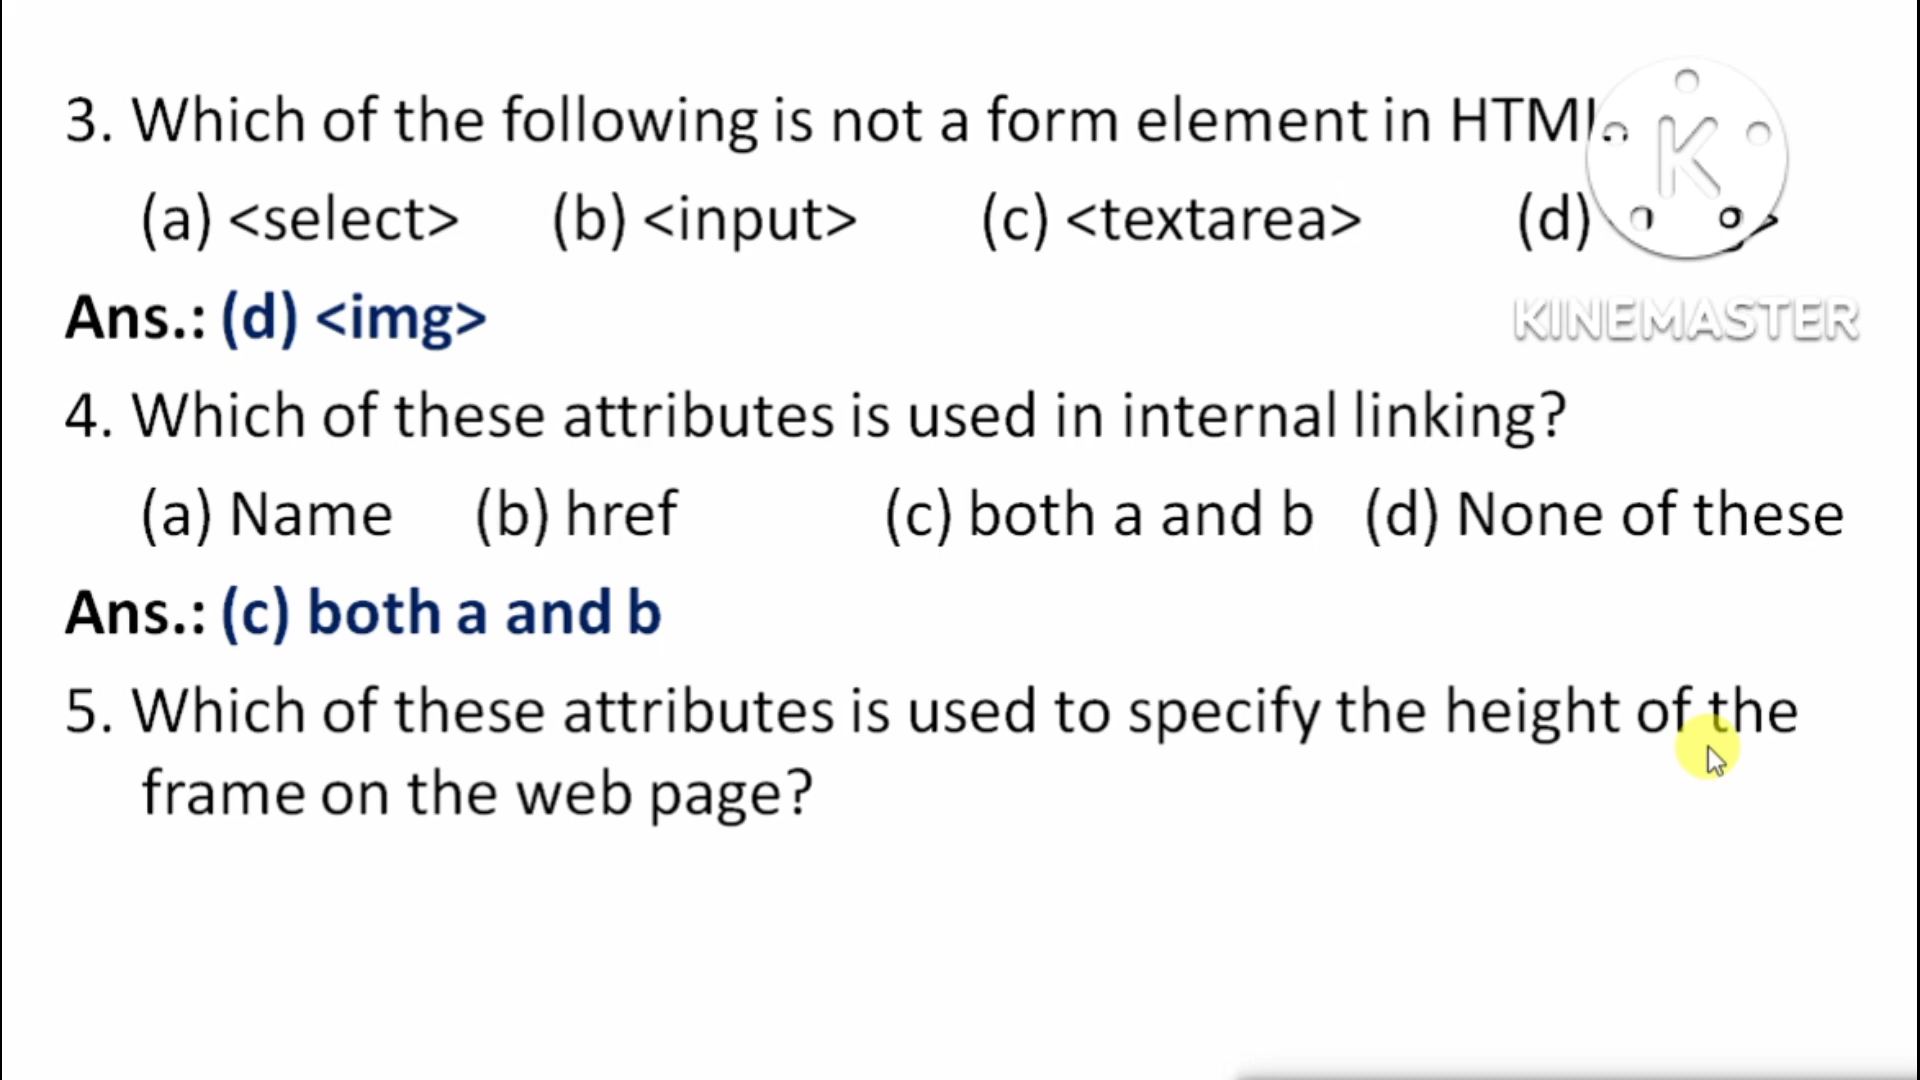 3. Which of the following is not a form element in HTML
(a) <select> (b) <input> (c) <textarea> (d)
Ans.: (d) <img>
KINEMASTER
4. Which of these attributes is used in internal linking?
(a) Name (b) href (c) both a and b (d) None of these
Ans.: (c) both a and b
5. Which of these attributes is used to specify the height of the
frame on the web page?